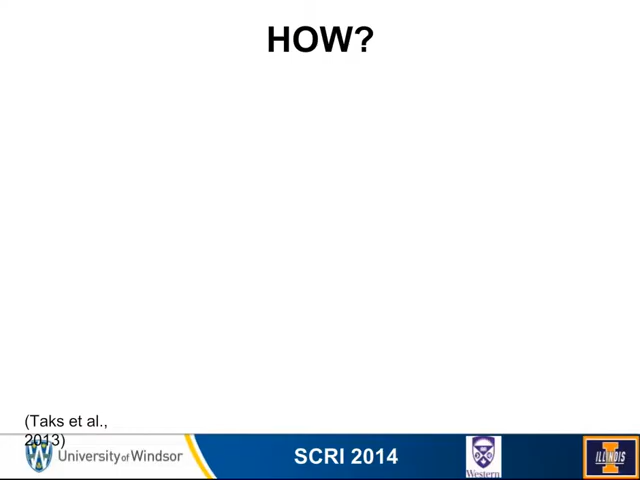 HOW?
(Taks et al.,
2013)
University of Windsor
SCRI 2014
Western
ILLINOIS